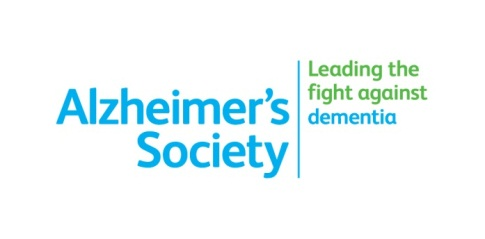 Alzheimer's
Society
Leading the
fight against
dementia